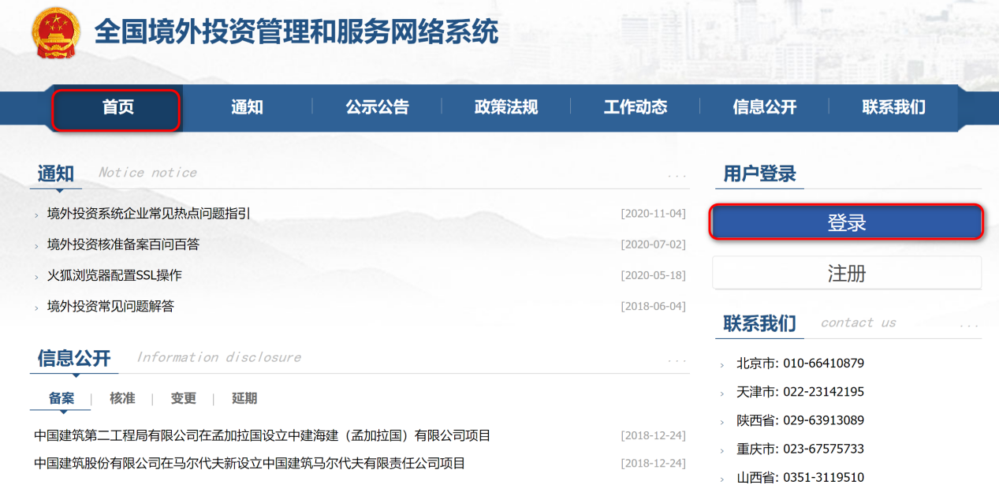 全国境外投资管理和服务网络系统
首页 通知 公示公告 政策法规 工作动态 信息公开 联系我们
通知 Notice notice ...
境外投资系统企业常见热点问题指引 [2020-11-04]
境外投资核准备案百问百答 [2020-07-02]
火狐浏览器配置SSL操作 [2020-05-18]
境外投资常见问题解答 [2018-06-04]
信息公开 Information disclosure ...
备案 核准 变更 延期
中国建筑第二工程局有限公司在孟加拉国设立中建海建（孟加拉国）有限公司项目 [2018-12-24]
中国建筑股份有限公司在马尔代夫新设立中国建筑马尔代夫有限责任公司项目 [2018-12-24]
用户登录
登录
注册
联系我们 contact us ...
北京市: 010-66410879
天津市: 022-23142195
陕西省: 029-63913089
重庆市: 023-67575733
山西省: 0351-3119510